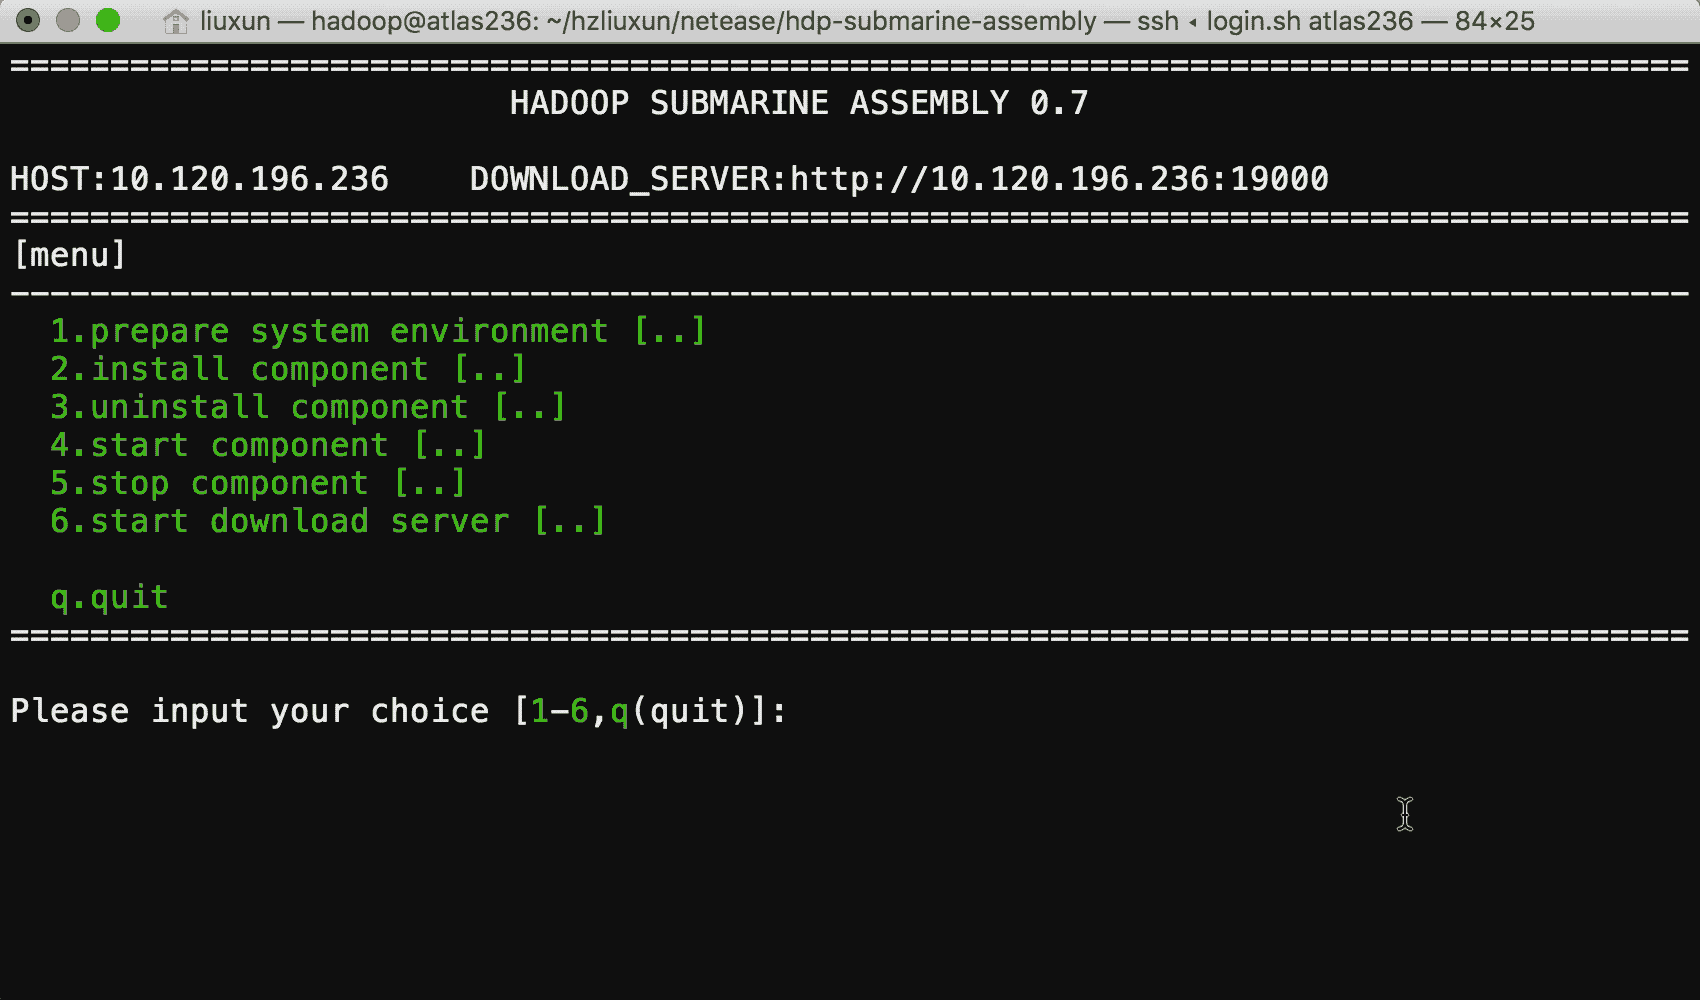 liuxun — hadoop@atlas236: ~/hzliuxun/netease/hdp-submarine-assembly — ssh ◂ login.sh atlas236 — 84×25
====================================================================================
HADOOP SUBMARINE ASSEMBLY 0.7
HOST:10.120.196.236    DOWNLOAD_SERVER:http://10.120.196.236:19000
====================================================================================
[menu]
------------------------------------------------------------------------------------
1.prepare system environment [..]
2.install component [..]
3.uninstall component [..]
4.start component [..]
5.stop component [..]
6.start download server [..]
q.quit
====================================================================================
Please input your choice [1-6,q(quit)]: